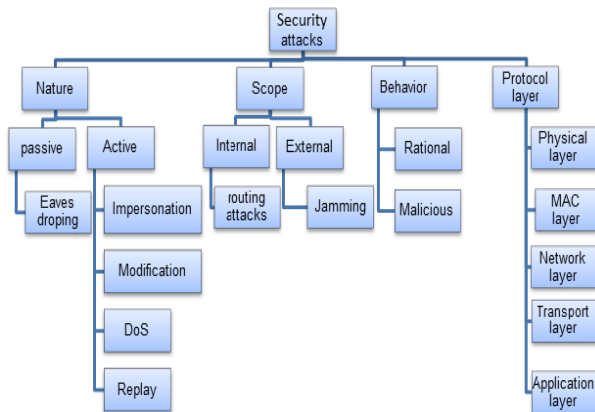 Security
attacks
Nature
Scope
Behavior
Protocol
layer
passive
Active
Internal
External
Rational
Physical
layer
Eaves
droping
Impersonation
routing
attacks
Jamming
Malicious
MAC
layer
Modification
Network
layer
DoS
Transport
layer
Replay
Application
layer